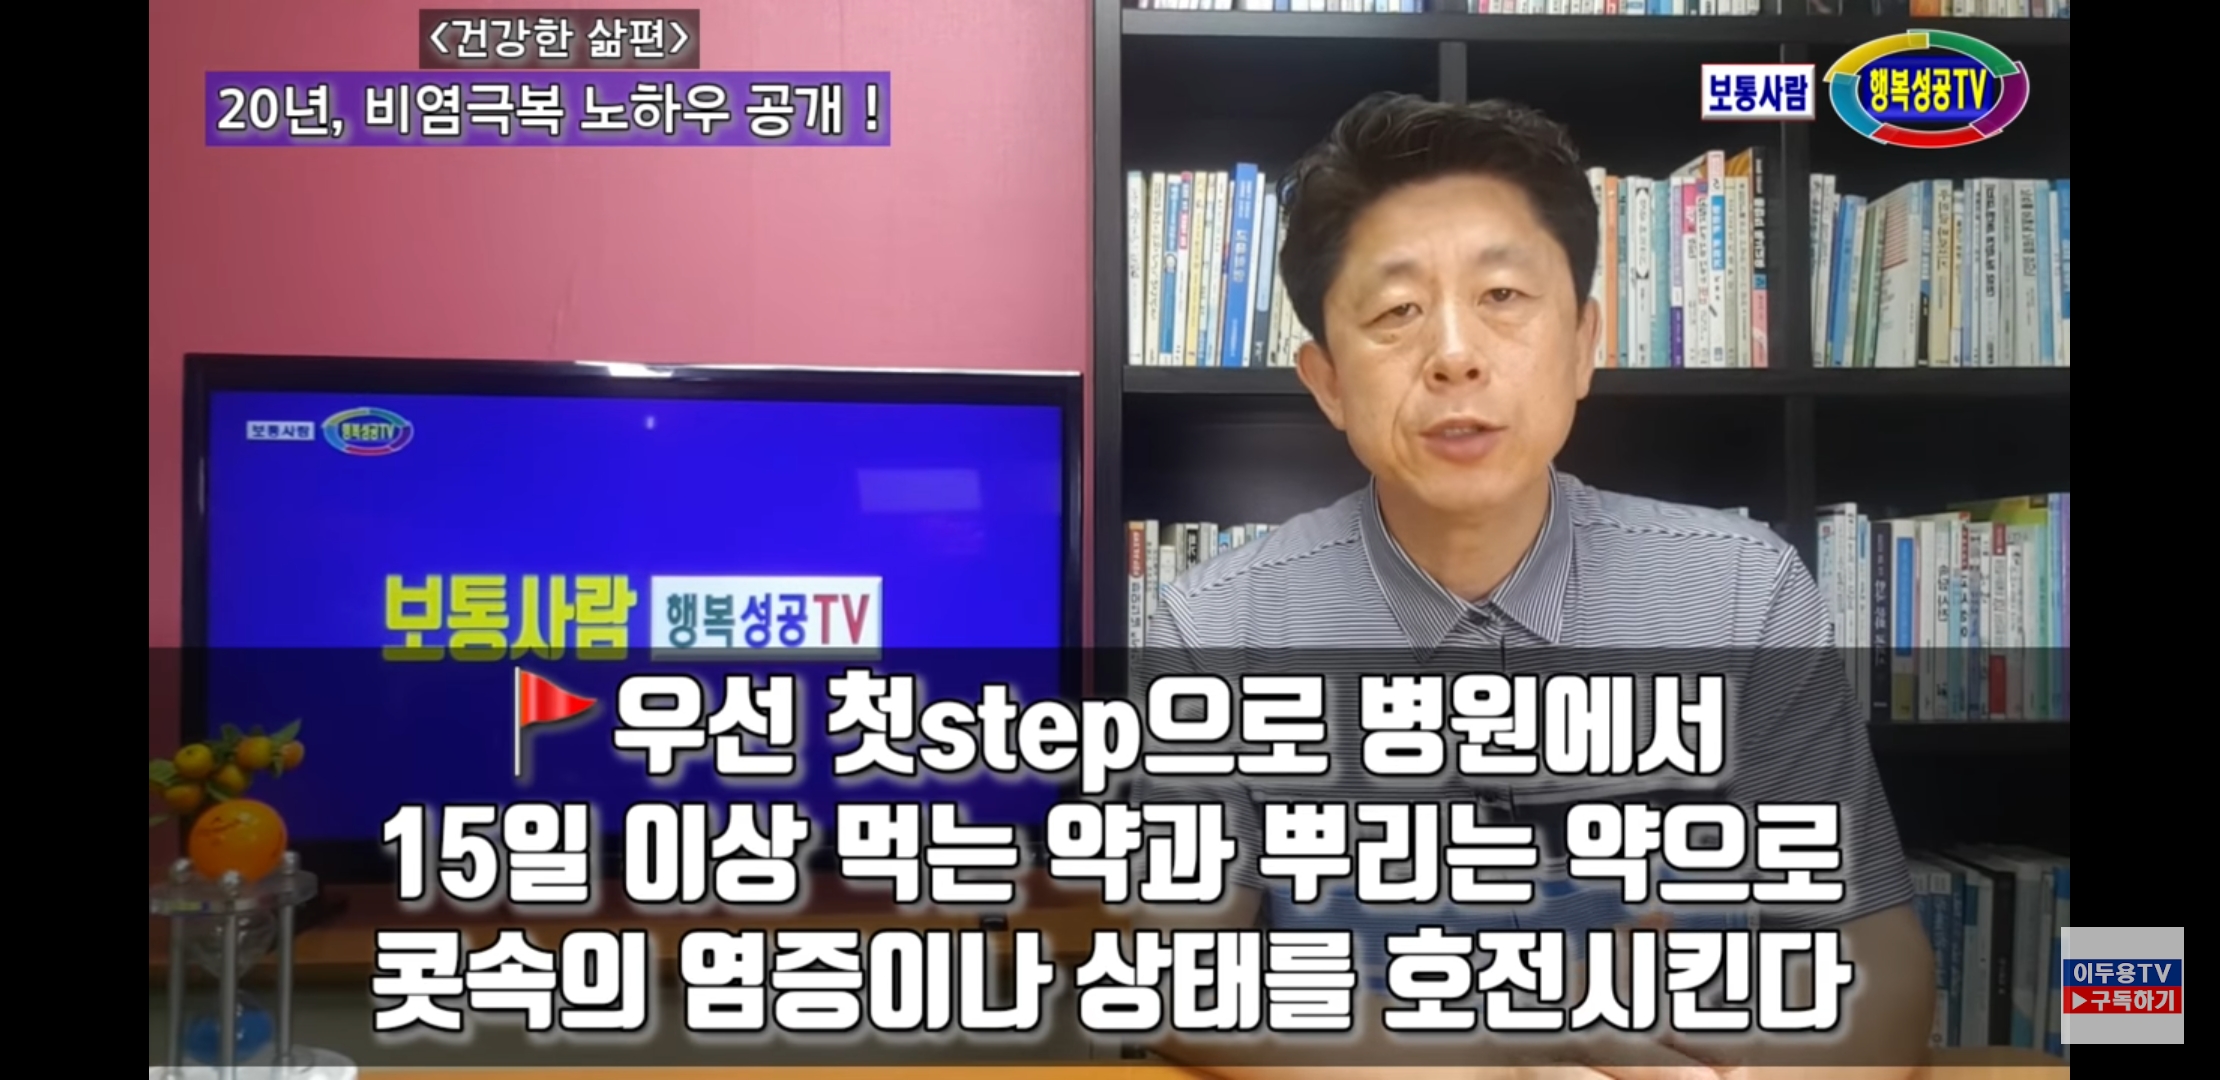 <건강한 삶편>
20년, 비염극복 노하우 공개 !
보통사람 행복성공TV
보통사람 행복성공TV
보통사람 행복성공TV
우선 첫step으로 병원에서
15일 이상 먹는 약과 뿌리는 약으로
콧속의 염증이나 상태를 호전시킨다
이두용TV
구독하기